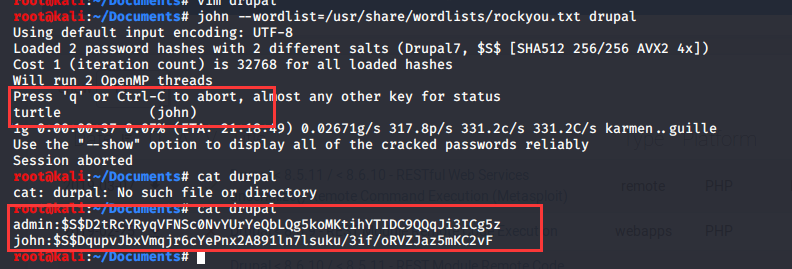 root@kali:~/Documents# vim drupal
root@kali:~/Documents# john --wordlist=/usr/share/wordlists/rockyou.txt drupal
Using default input encoding: UTF-8
Loaded 2 password hashes with 2 different salts (Drupal7, $S$ [SHA512 256/256 AVX2 4x])
Cost 1 (iteration count) is 32768 for all loaded hashes
Will run 2 OpenMP threads
Press 'q' or Ctrl-C to abort, almost any other key for status
turtle (john)
1g 0:00:00:37 0.07% (ETA: 21:18:49) 0.02671g/s 317.8p/s 331.2c/s 331.2C/s karmen..guille
Use the "--show" option to display all of the cracked passwords reliably
Session aborted
root@kali:~/Documents# cat durpal
cat: durpal: No such file or directory
remote PHP
root@kali:~/Documents# cat drupal
admin:$S$D2tRcYRyqVFNSc0NvYUrYeQbLQg5koMKtihYTIDC9QQqJi3ICg5z
john:$S$DqupvJbxVmqjr6cYePnx2A891ln7lsuku/3if/oRVZJaz5mKC2vF
webapps PHP
root@kali:~/Documents#